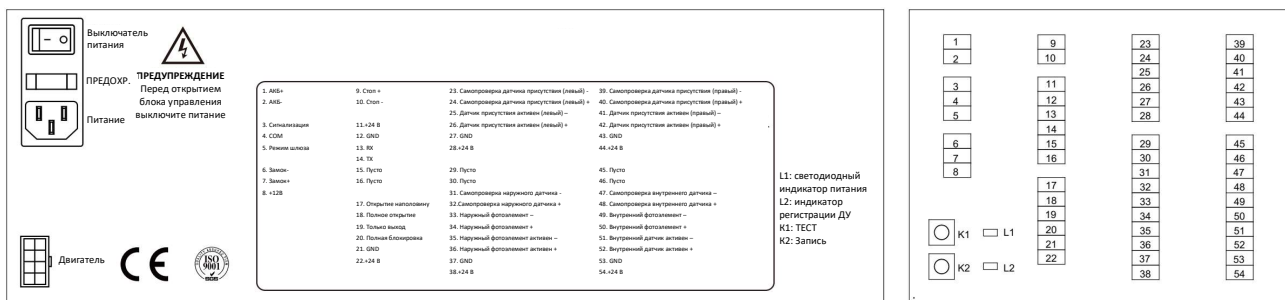 Выключатель
питания
ПРЕДОХР.
Питание
ПРЕДУПРЕЖДЕНИЕ
Перед открытием
блока управления
выключите питание
Двигатель
CE
ISO
9001
1. АКБ+
2. АКБ-
3. Сигнализация
4. COM
5. Режим шлюза
6. Замок-
7. Замок+
8. +12В
9. Стоп +
10. Стоп -
11.+24 В
12. GND
13. RX
14. TX
15. Пусто
16. Пусто
17. Открытие наполовину
18. Полное открытие
19. Только выход
20. Полная блокировка
21. GND
22.+24 В
23. Самопроверка датчика присутствия (левый) -
24. Самопроверка датчика присутствия (левый) +
25. Датчик присутствия активен (левый) –
26. Датчик присутствия активен (левый) +
27. GND
28.+24 В
29. Пусто
30. Пусто
31. Самопроверка наружного датчика -
32.Самопроверка наружного датчика +
33. Наружный фотоэлемент –
34. Наружный фотоэлемент +
35. Наружный фотоэлемент активен –
36. Наружный фотоэлемент активен +
37. GND
38.+24 В
39. Самопроверка датчика присутствия (правый) -
40. Самопроверка датчика присутствия (правый) +
41. Датчик присутствия активен (правый) –
42. Датчик присутствия активен (правый) +
43. GND
44.+24 В
45. Пусто
46. Пусто
47. Самопроверка внутреннего датчика –
48. Самопроверка внутреннего датчика +
49. Внутренний фотоэлемент –
50. Внутренний фотоэлемент +
51. Внутренний датчик активен –
52. Внутренний датчик активен +
53. GND
54.+24 В
L1: светодиодный
индикатор питания
L2: индикатор
регистрации ДУ
K1: ТЕСТ
K2: Запись
1
2
3
4
5
6
7
8
K1
L1
K2
L2
9
10
11
12
13
14
15
16
17
18
19
20
21
22
23
24
25
26
27
28
29
30
31
32
33
34
35
36
37
38
39
40
41
42
43
44
45
46
47
48
49
50
51
52
53
54